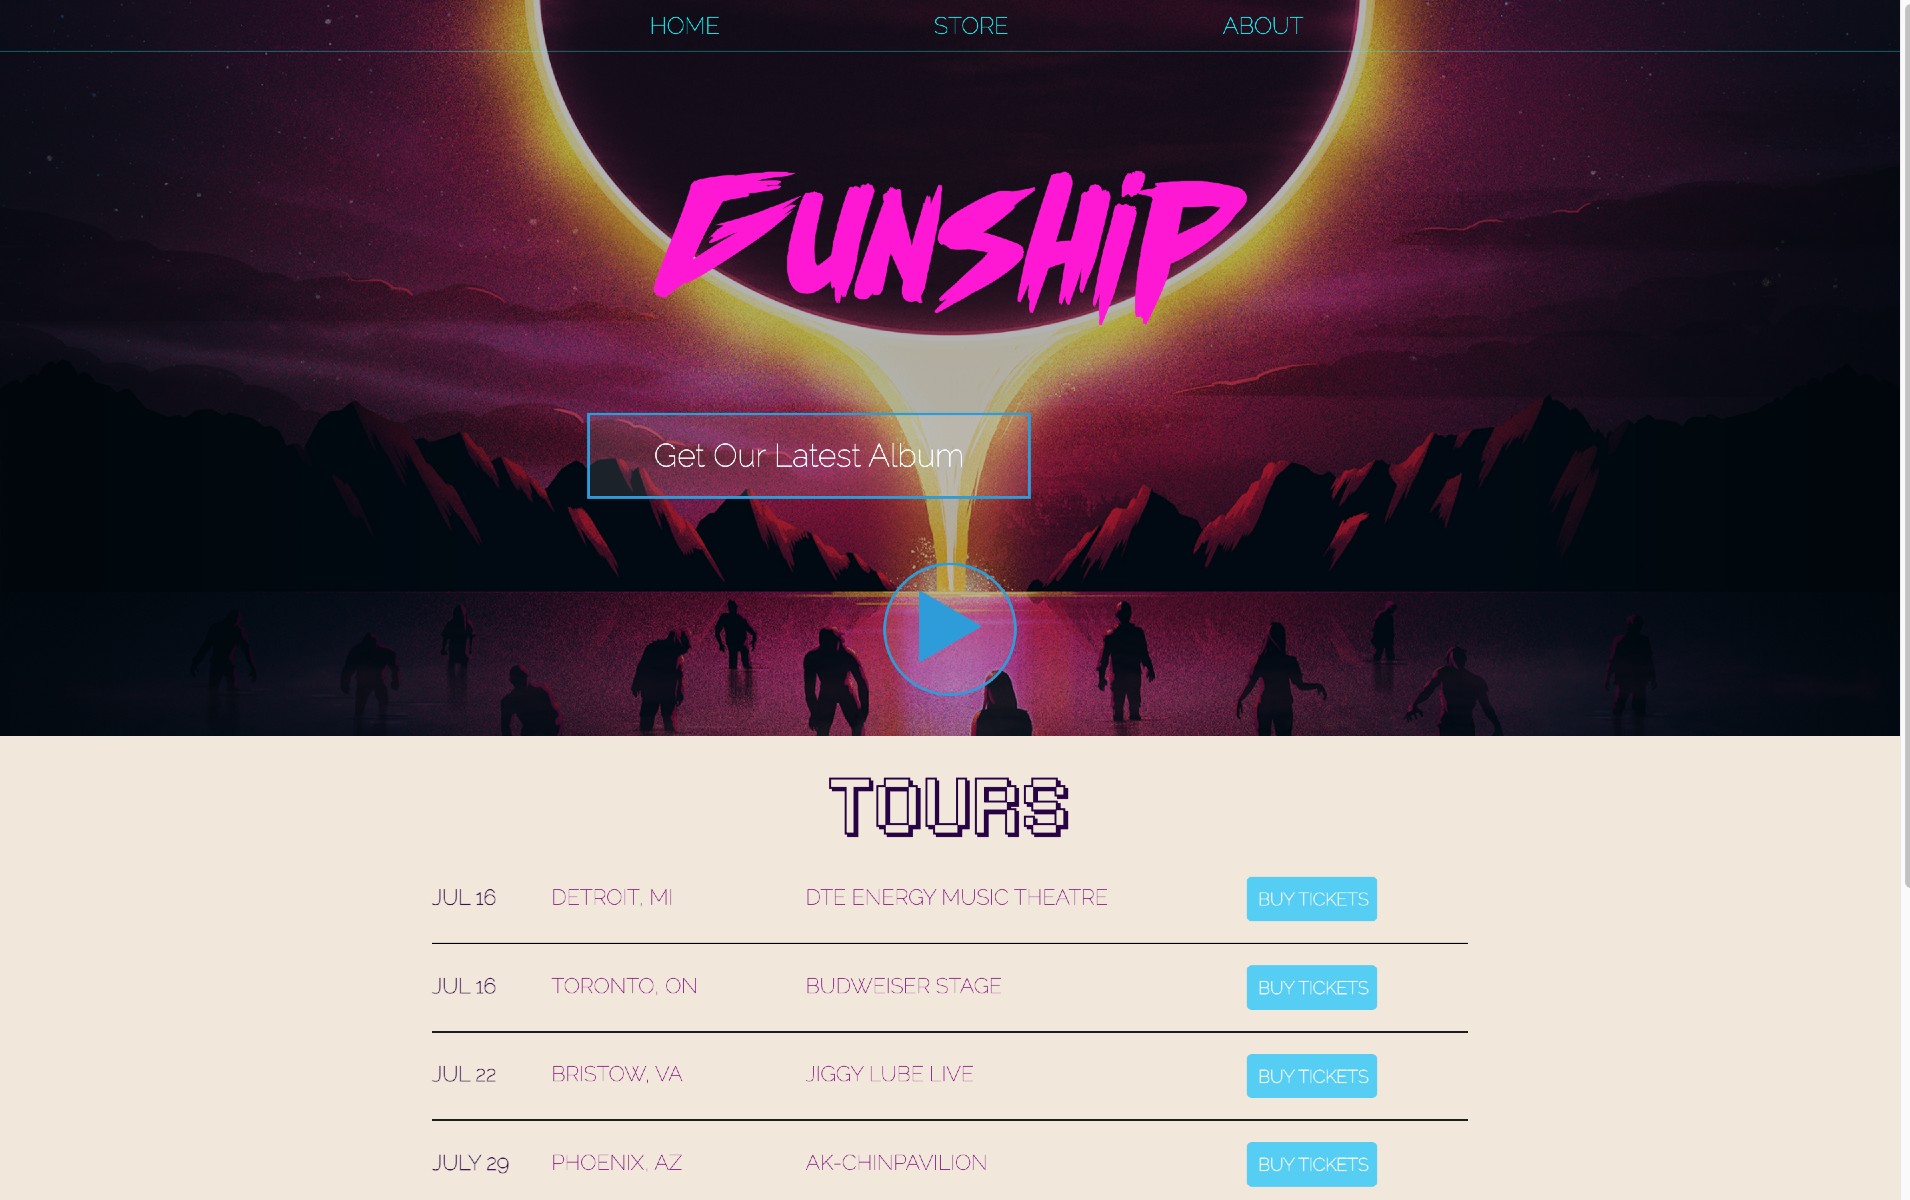 HOME STORE ABOUT
GUNSHiP
Get Our Latest Album
TOURS
JUL 16 DETROIT, MI DTE ENERGY MUSIC THEATRE BUY TICKETS
JUL 16 TORONTO, ON BUDWEISER STAGE BUY TICKETS
JUL 22 BRISTOW, VA JIGGY LUBE LIVE BUY TICKETS
JULY 29 PHOENIX, AZ AK-CHINPAVILION BUY TICKETS